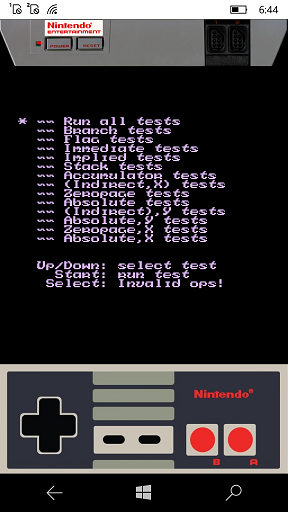 1 2 6:44
Nintendo
ENTERTAINMENT
POWER RESET
* ~~ Run all tests
~~ Branch tests
~~ Flag tests
~~ Immediate tests
~~ Implied tests
~~ Stack tests
~~ Accumulator tests
~~ (Indirect,X) tests
~~ Zeropage tests
~~ Absolute tests
~~ (Indirect),Y tests
~~ Absolute,Y tests
~~ Zeropage,X tests
~~ Absolute,X tests
Up/Down: select test
Start: run test
Select: Invalid ops!
Nintendo®
B A